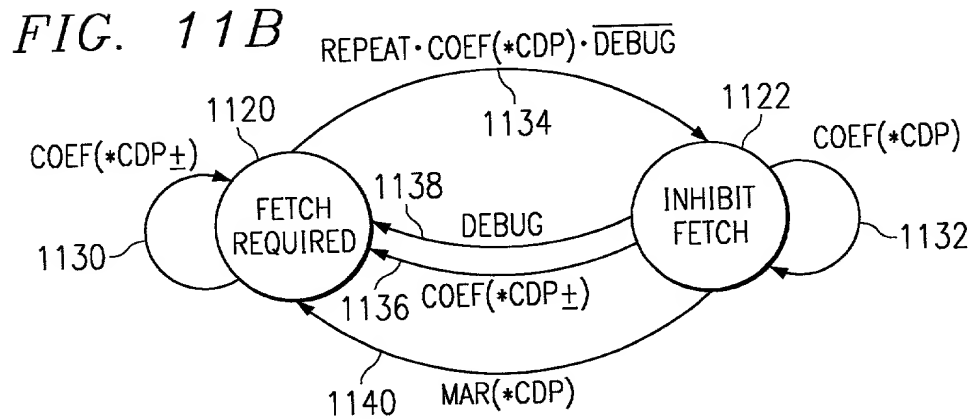 FIG. 11B
REPEAT·COEF(*CDP)·D̅E̅B̅U̅G̅
1120
1134
1122
COEF(*CDP±)
COEF(*CDP)
1138
FETCH
REQUIRED
DEBUG
INHIBIT
FETCH
1130
1132
1136
COEF(*CDP±)
1140
MAR(*CDP)